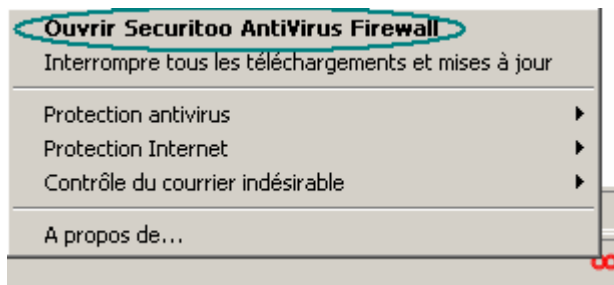 Ouvrir Securitoo AntiVirus Firewall
Interrompre tous les téléchargements et mises à jour
Protection antivirus
Protection Internet
Contrôle du courrier indésirable
A propos de...